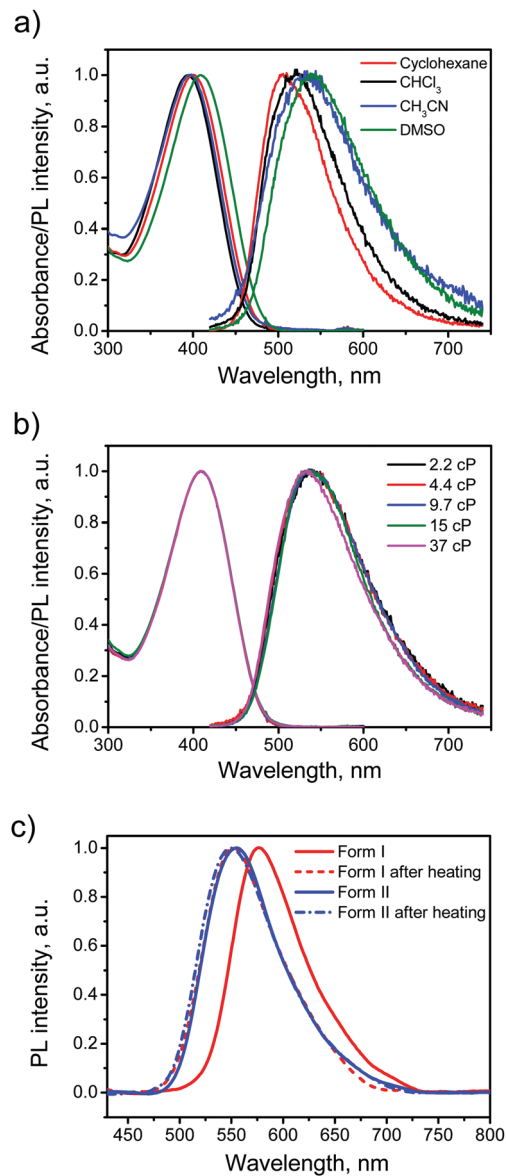 a)
Absorbance/PL intensity, a.u.
1.0
0.8
0.6
0.4
0.2
0.0
Cyclohexane
CHCl₃
CH₃CN
DMSO
300 400 500 600 700
Wavelength, nm
b)
Absorbance/PL intensity, a.u.
1.0
0.8
0.6
0.4
0.2
0.0
2.2 cP
4.4 cP
9.7 cP
15 cP
37 cP
300 400 500 600 700
Wavelength, nm
c)
PL intensity, a.u.
1.0
0.8
0.6
0.4
0.2
0.0
Form I
Form I after heating
Form II
Form II after heating
450 500 550 600 650 700 750 800
Wavelength, nm